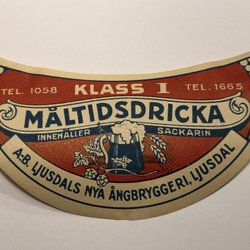 KLASS I
TEL. 1058 TEL. 1665
MÅLTIDSDRICKA
INNEHÅLLER SACKARIN
A.-B. LJUSDALS NYA ÅNGBRYGGERI, LJUSDAL